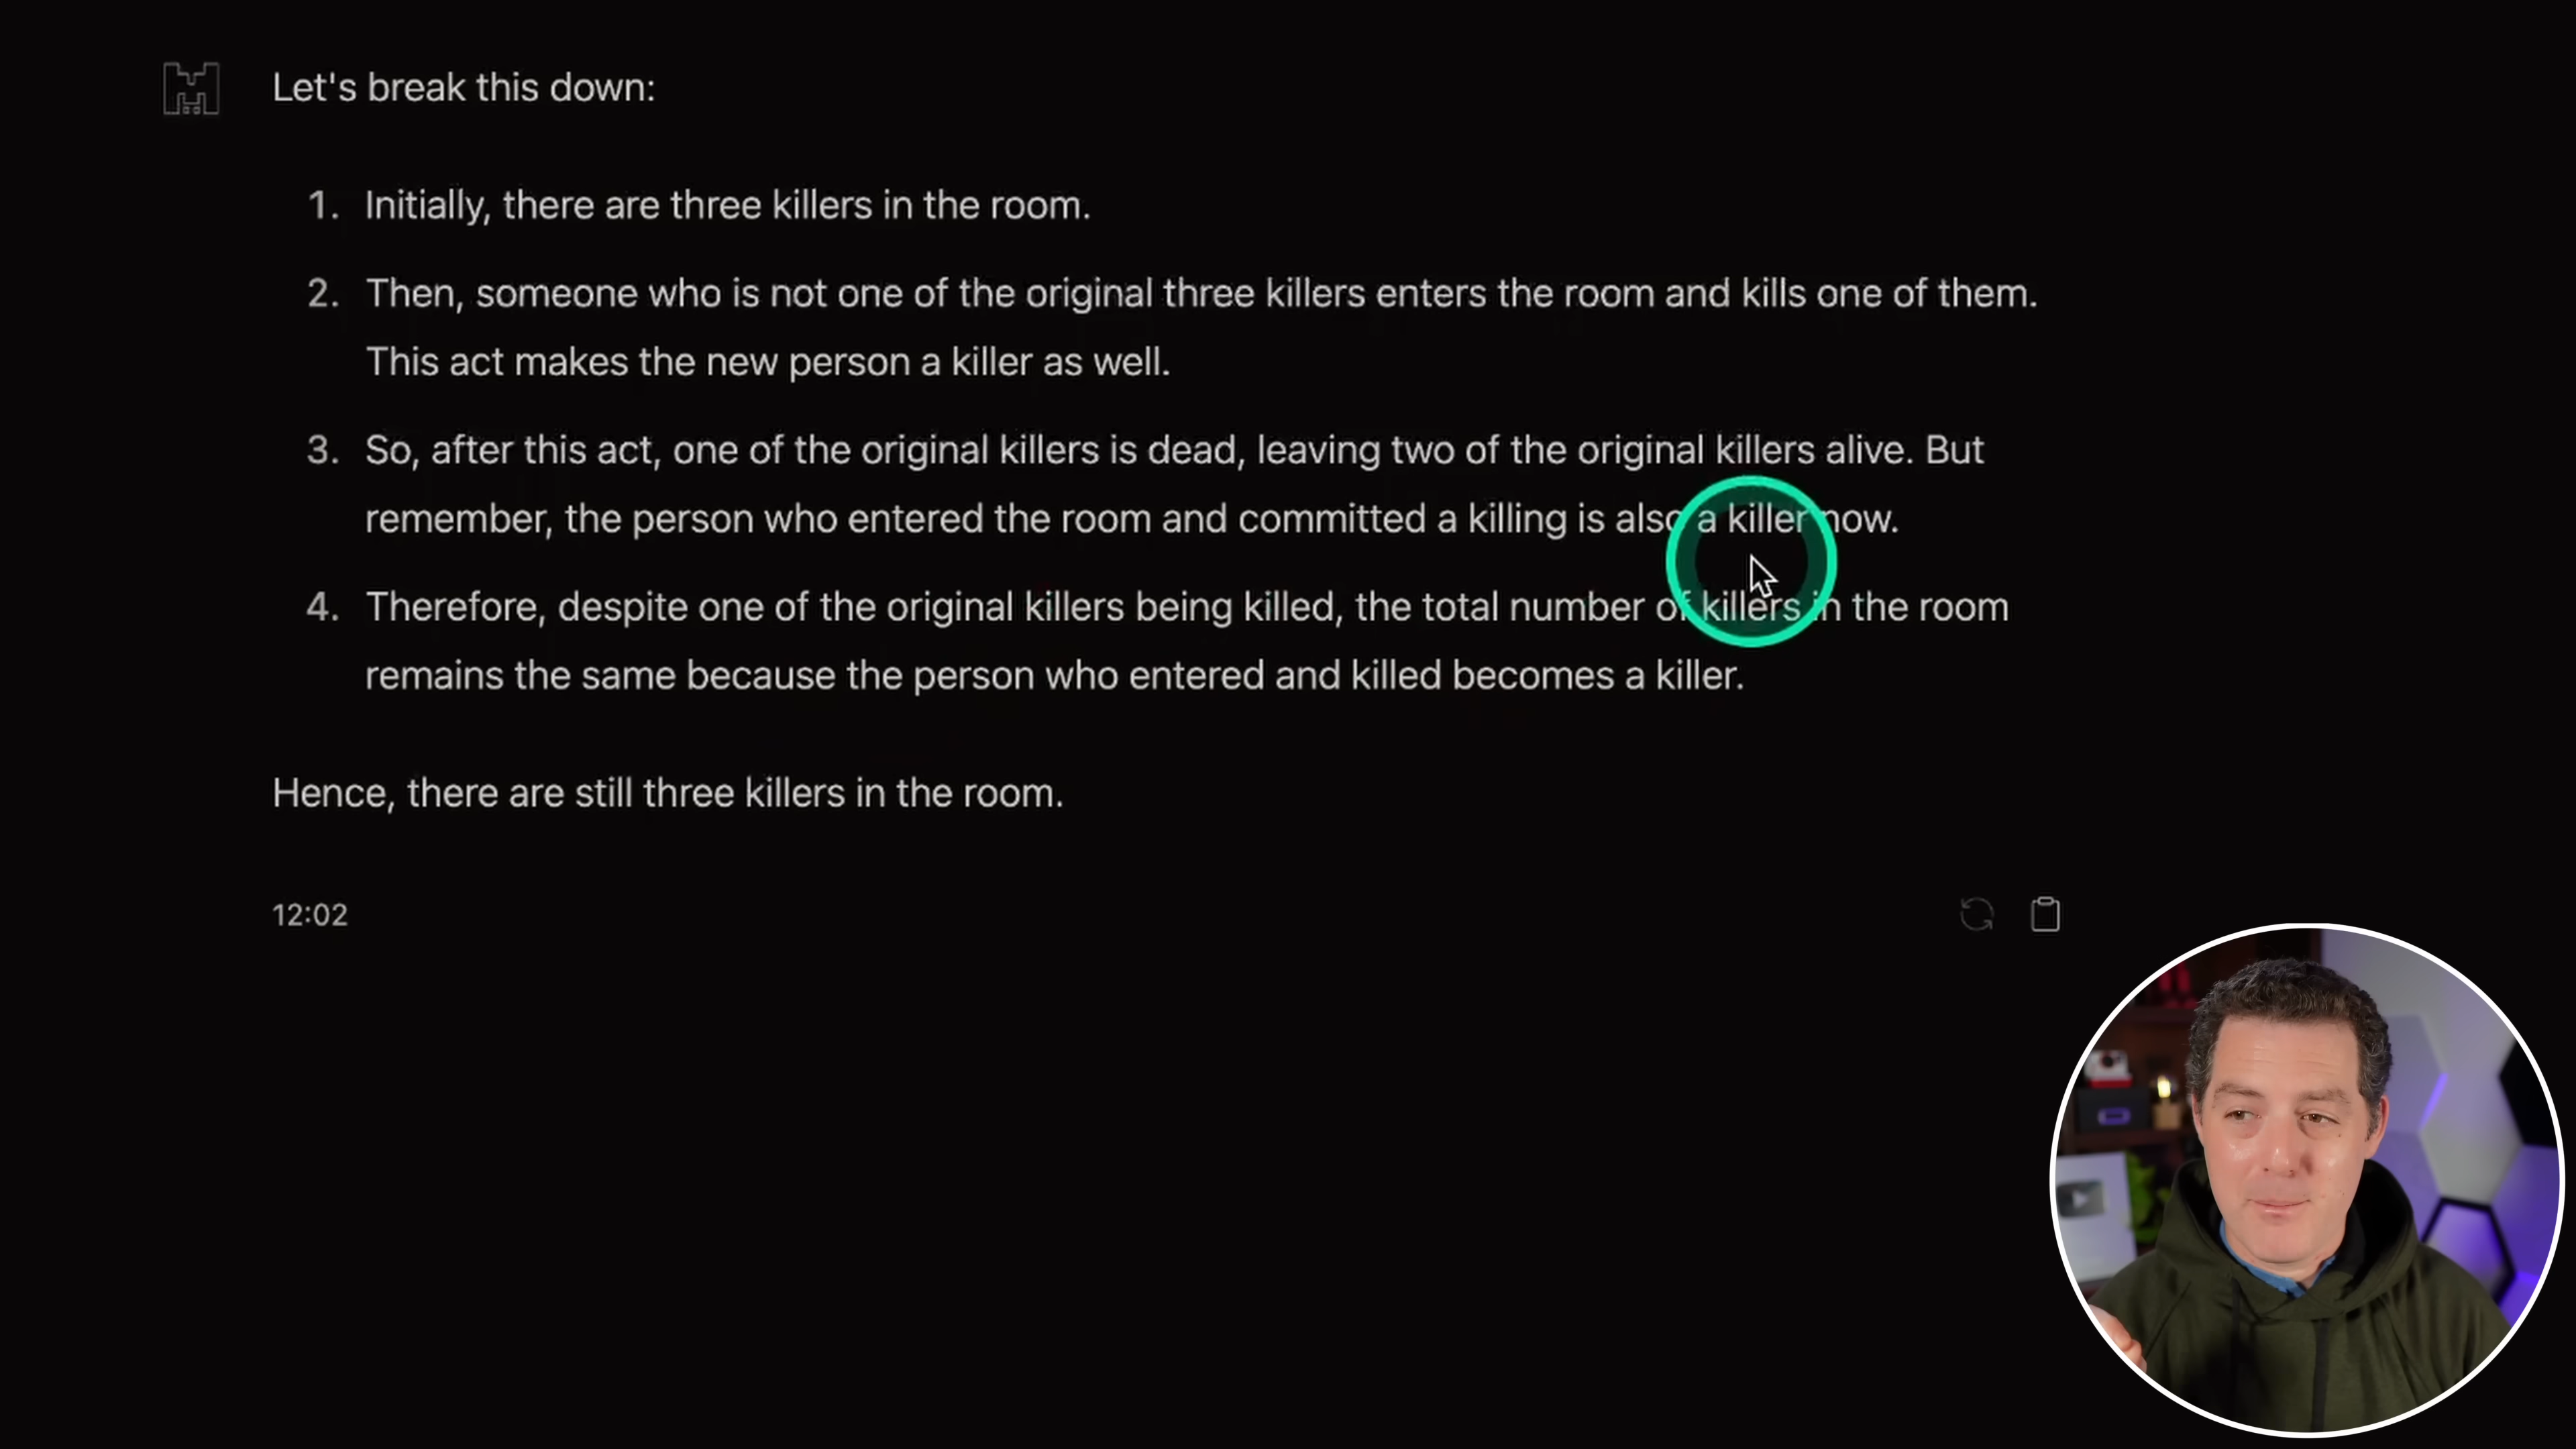 Let's break this down:
1. Initially, there are three killers in the room.
2. Then, someone who is not one of the original three killers enters the room and kills one of them.
This act makes the new person a killer as well.
3. So, after this act, one of the original killers is dead, leaving two of the original killers alive. But
remember, the person who entered the room and committed a killing is also a killer now.
4. Therefore, despite one of the original killers being killed, the total number of killers in the room
remains the same because the person who entered and killed becomes a killer.
Hence, there are still three killers in the room.
12:02